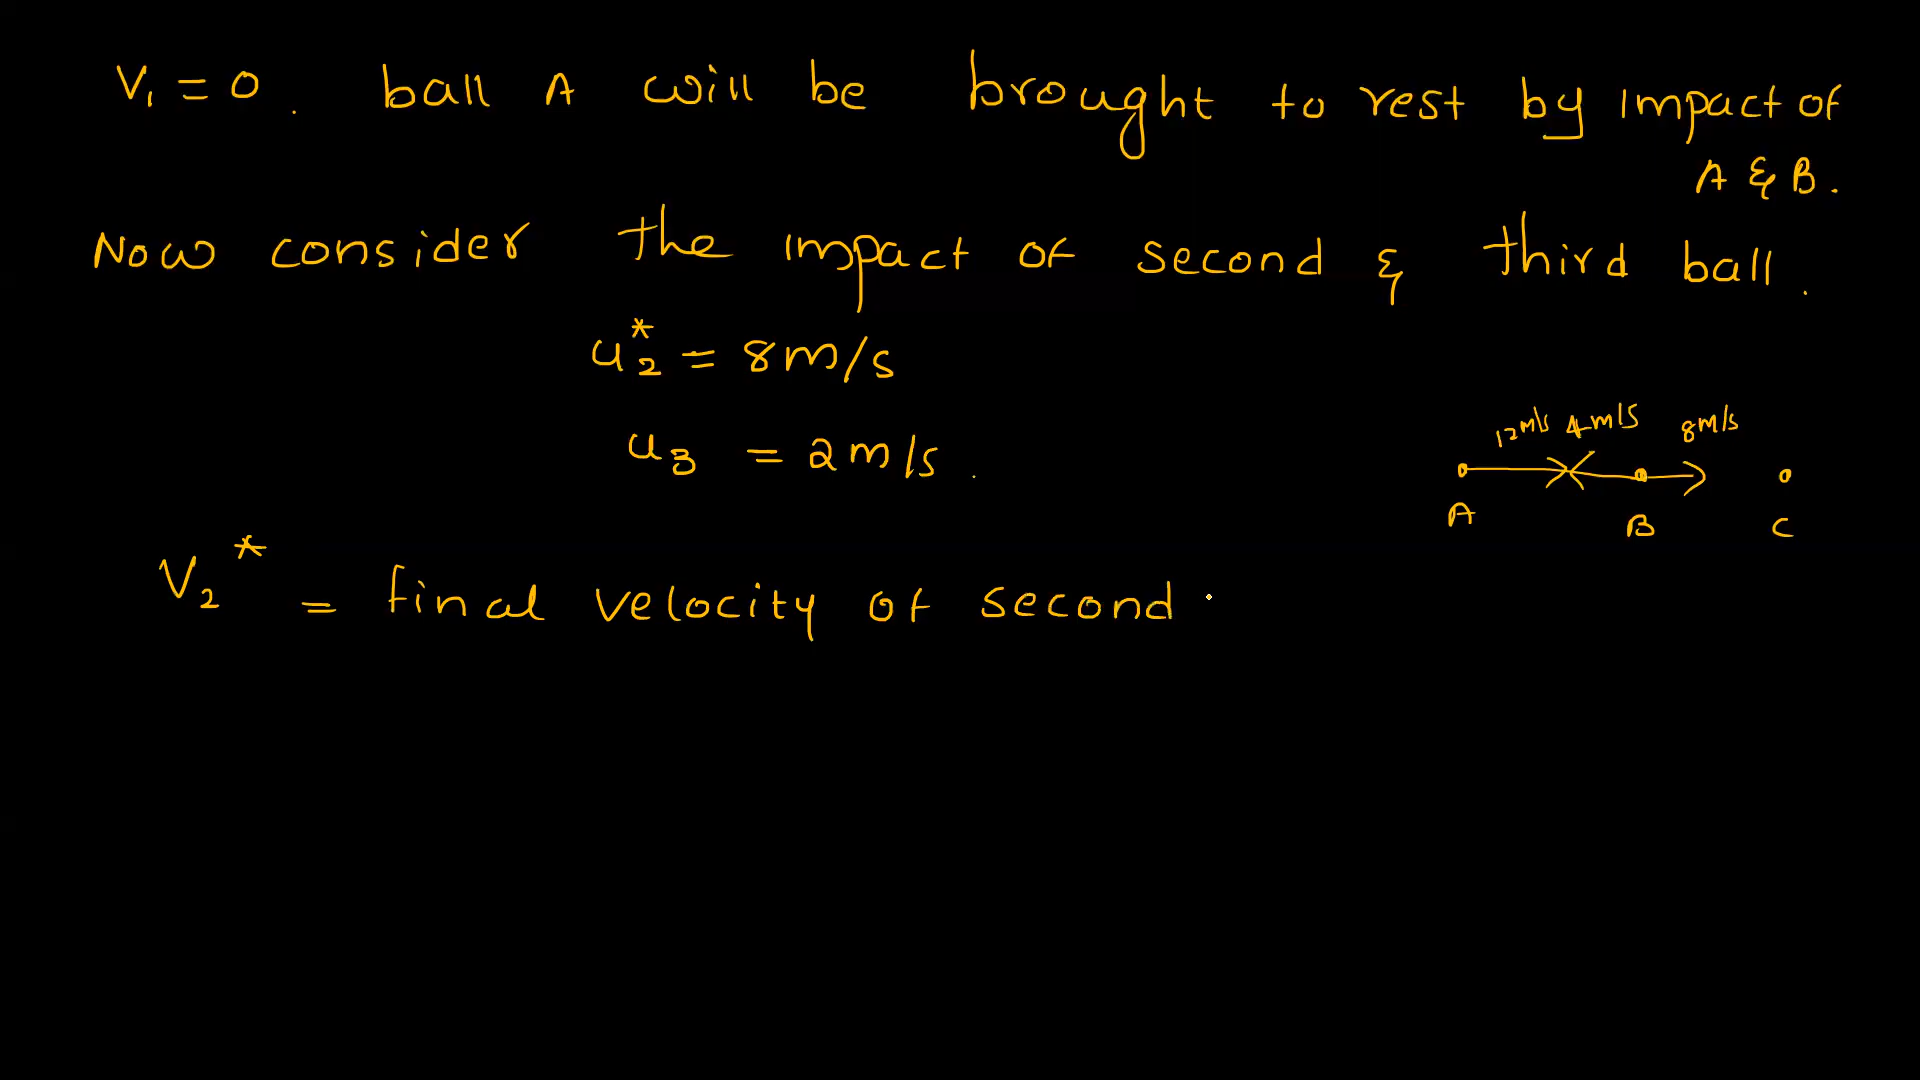 V₁ = 0 . ball A will be brought to rest by impact of
A & B.
Now consider the impact of second & third ball .
u₂* = 8m/s
u₃ = 2m/s .
12m/s 4m/s 8m/s
A B C
V₂* = final velocity of second